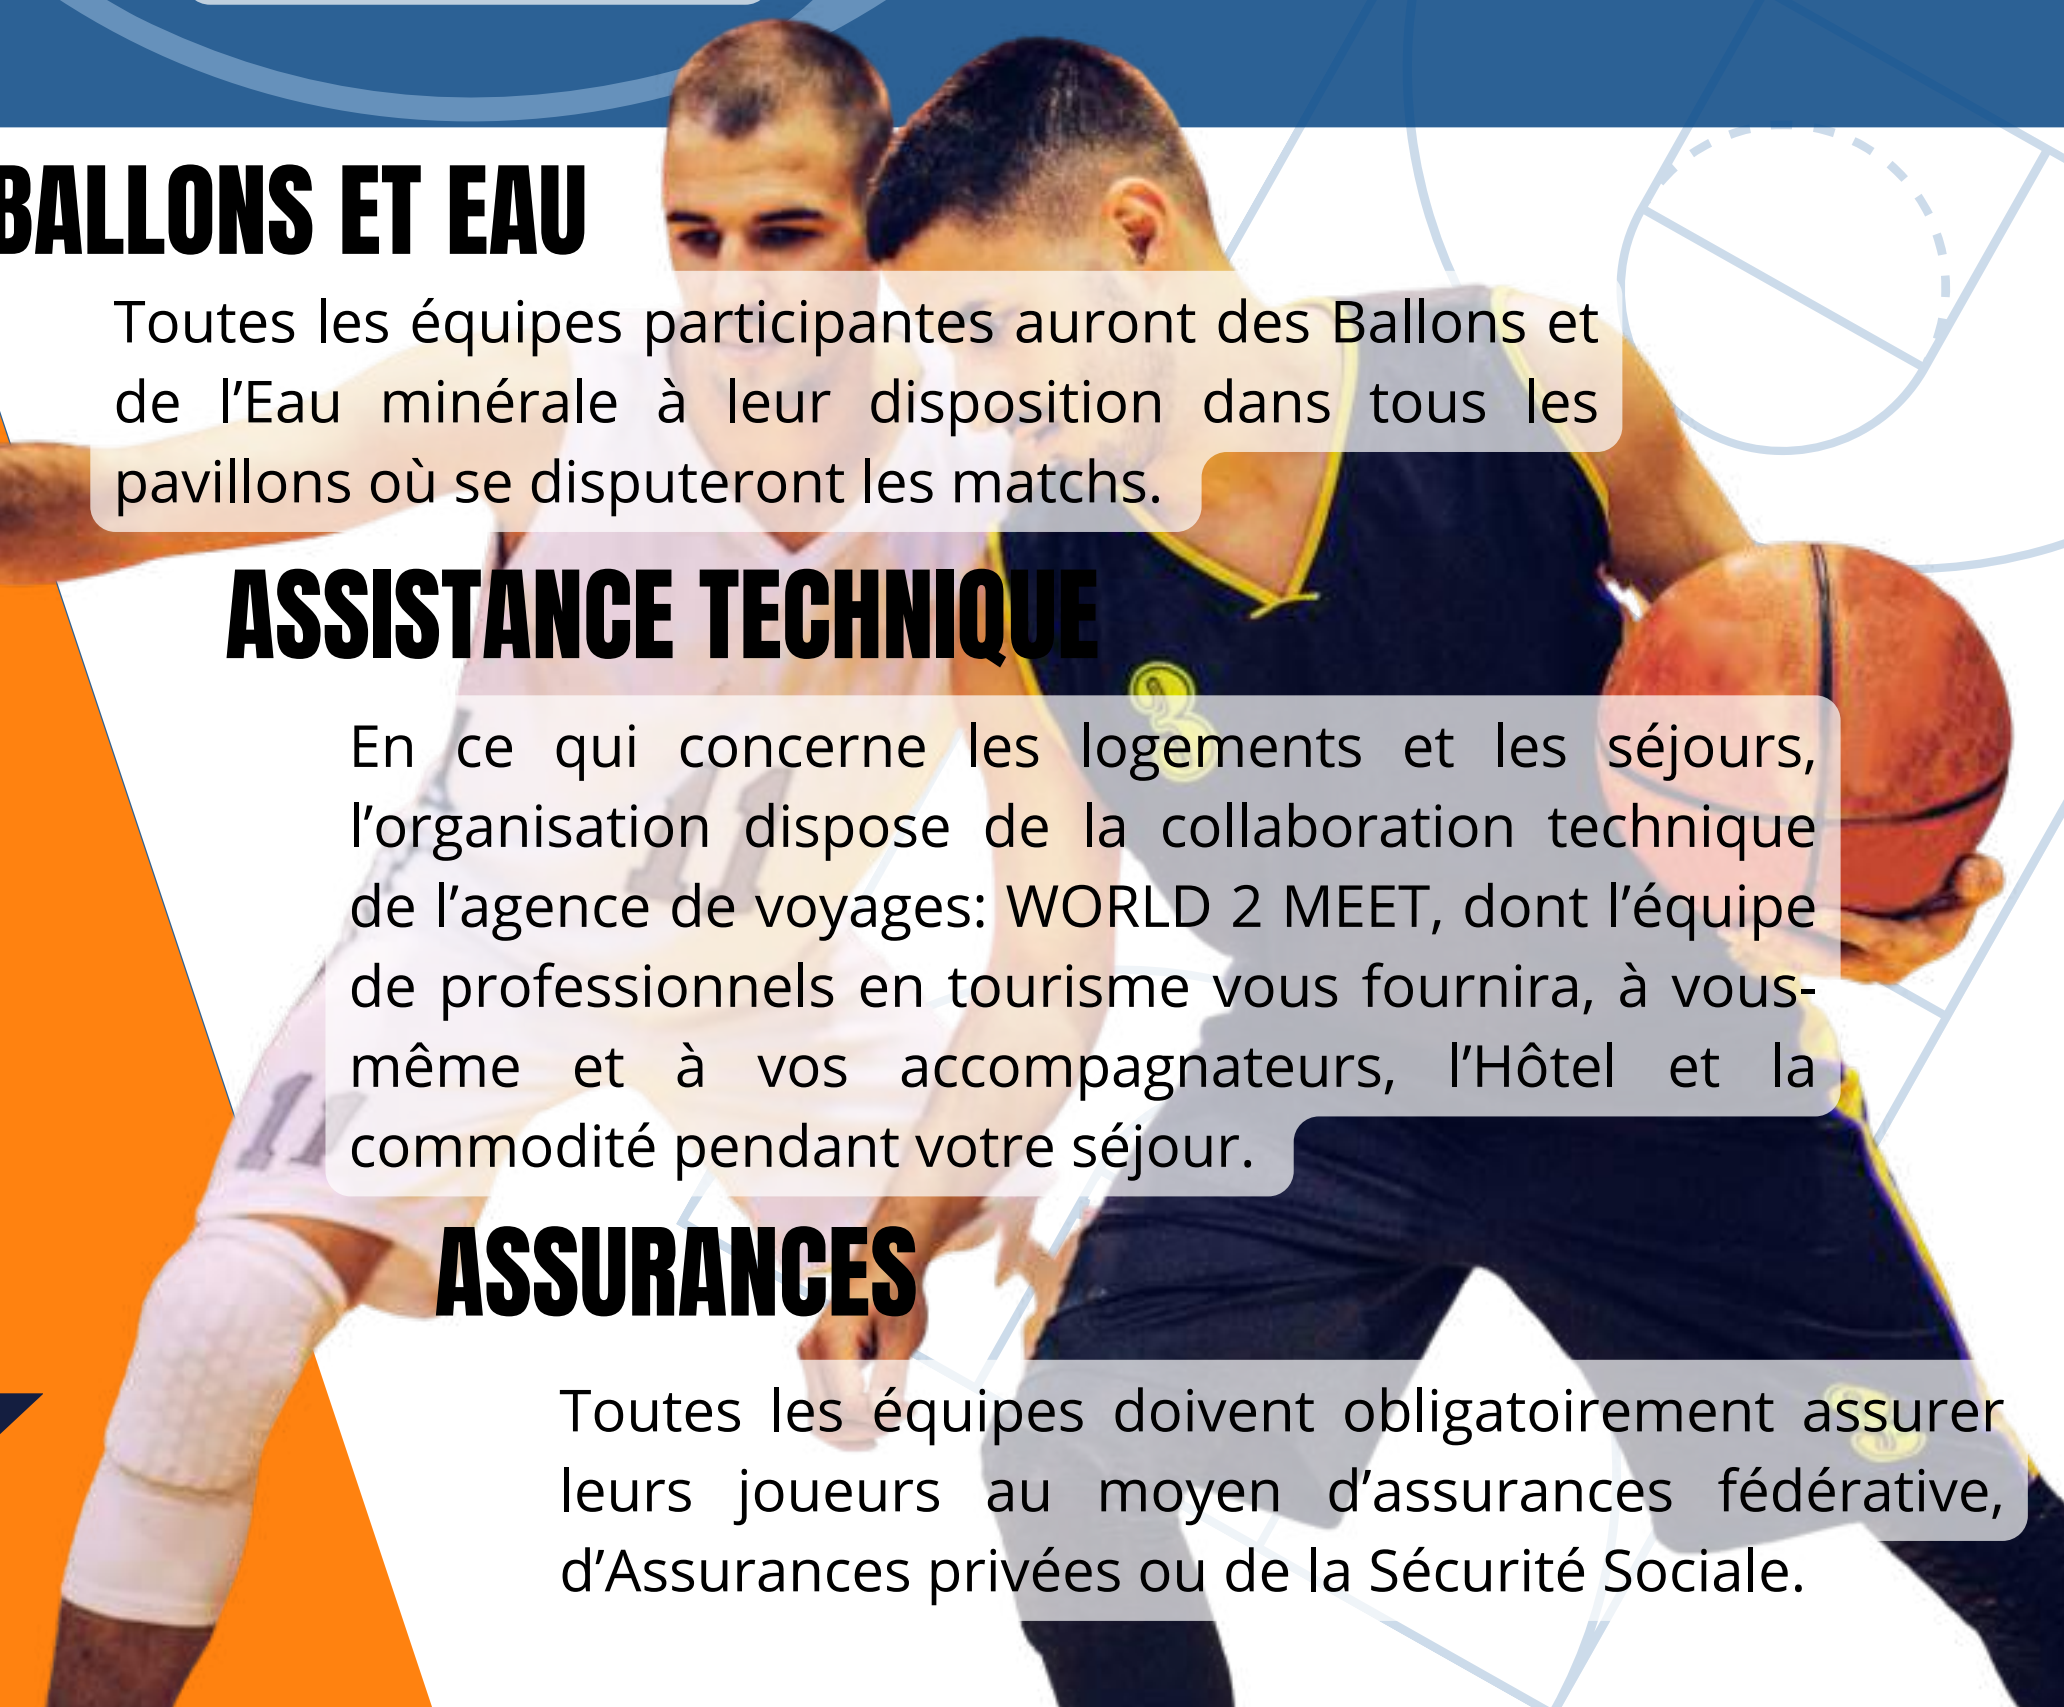 BALLONS ET EAU
Toutes les équipes participantes auront des Ballons et
de l’Eau minérale à leur disposition dans tous les
pavillons où se disputeront les matchs.
ASSISTANCE TECHNIQUE
3
En ce qui concerne les logements et les séjours,
l’organisation dispose de la collaboration technique
de l’agence de voyages: WORLD 2 MEET, dont l’équipe
de professionnels en tourisme vous fournira, à vous-
même et à vos accompagnateurs, l’Hôtel et la
commodité pendant votre séjour.
11
11
ASSURANCES
Toutes les équipes doivent obligatoirement assurer
leurs joueurs au moyen d’assurances fédérative,
d’Assurances privées ou de la Sécurité Sociale.
3